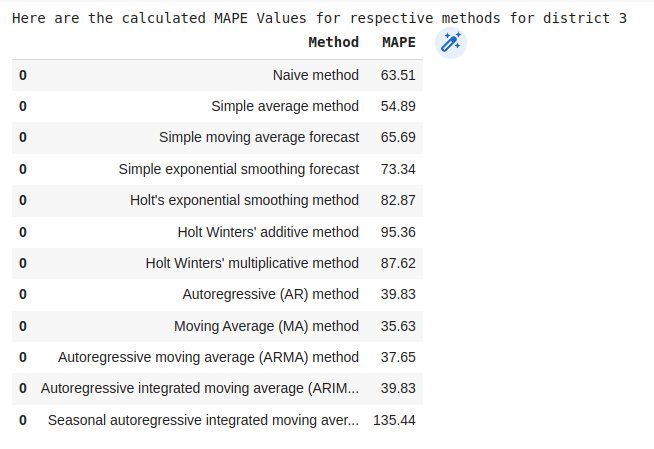 Here are the calculated MAPE Values for respective methods for district 3
Method MAPE
0 Naive method 63.51
0 Simple average method 54.89
0 Simple moving average forecast 65.69
0 Simple exponential smoothing forecast 73.34
0 Holt's exponential smoothing method 82.87
0 Holt Winters' additive method 95.36
0 Holt Winters' multiplicative method 87.62
0 Autoregressive (AR) method 39.83
0 Moving Average (MA) method 35.63
0 Autoregressive moving average (ARMA) method 37.65
0 Autoregressive integrated moving average (ARIM... 39.83
0 Seasonal autoregressive integrated moving aver... 135.44